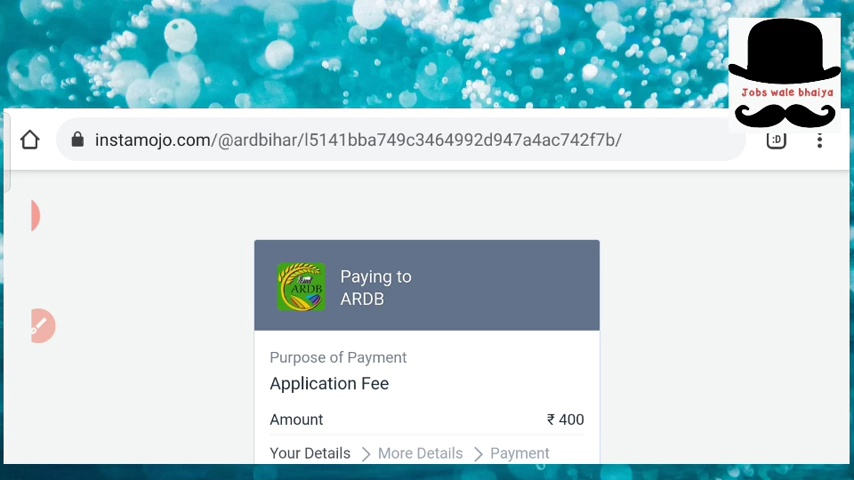 Jobs wale bhaiya
instamojo.com/@ardbihar/l5141bba749c3464992d947a4ac742f7b/
:D
ARDB
Paying to
ARDB
Purpose of Payment
Application Fee
Amount ₹ 400
Your Details > More Details > Payment